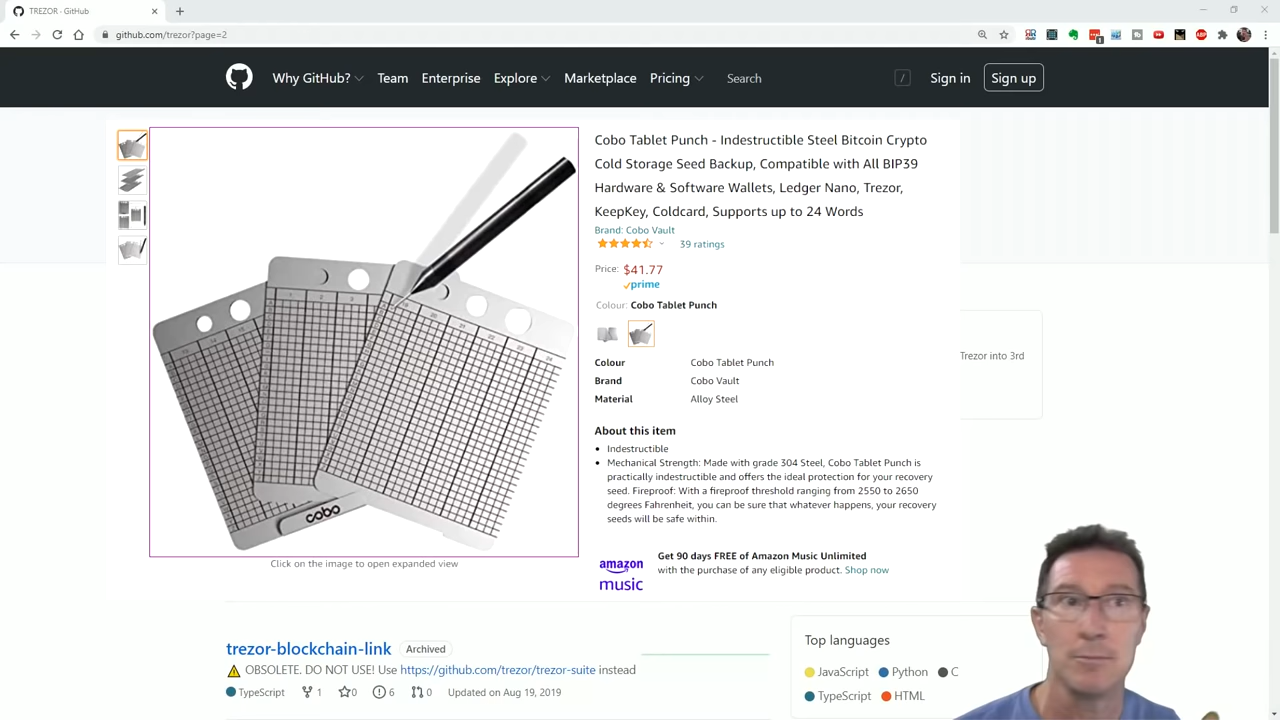 TREZOR · GitHub
github.com/trezor?page=2
1
Why GitHub? Team Enterprise Explore Marketplace Pricing Search / Sign in Sign up
Cobo Tablet Punch - Indestructible Steel Bitcoin Crypto
Cold Storage Seed Backup, Compatible with All BIP39
Hardware & Software Wallets, Ledger Nano, Trezor,
KeepKey, Coldcard, Supports up to 24 Words
Brand: Cobo Vault
39 ratings
Price: $41.77
prime
Colour: Cobo Tablet Punch
Colour Cobo Tablet Punch
Brand Cobo Vault
Material Alloy Steel
Trezor into 3rd
About this item
• Indestructible
• Mechanical Strength: Made with grade 304 Steel, Cobo Tablet Punch is
practically indestructible and offers the ideal protection for your recovery
seed. Fireproof: With a fireproof threshold ranging from 2550 to 2650
degrees Fahrenheit, you can be sure that whatever happens, your recovery
seeds will be safe within.
cobo
Click on the image to open expanded view
amazon music
Get 90 days FREE of Amazon Music Unlimited
with the purchase of any eligible product. Shop now
trezor-blockchain-link Archived
OBSOLETE. DO NOT USE! Use https://github.com/trezor/trezor-suite instead
TypeScript 1 0 6 0 Updated on Aug 19, 2019
Top languages
JavaScript Python C
TypeScript HTML